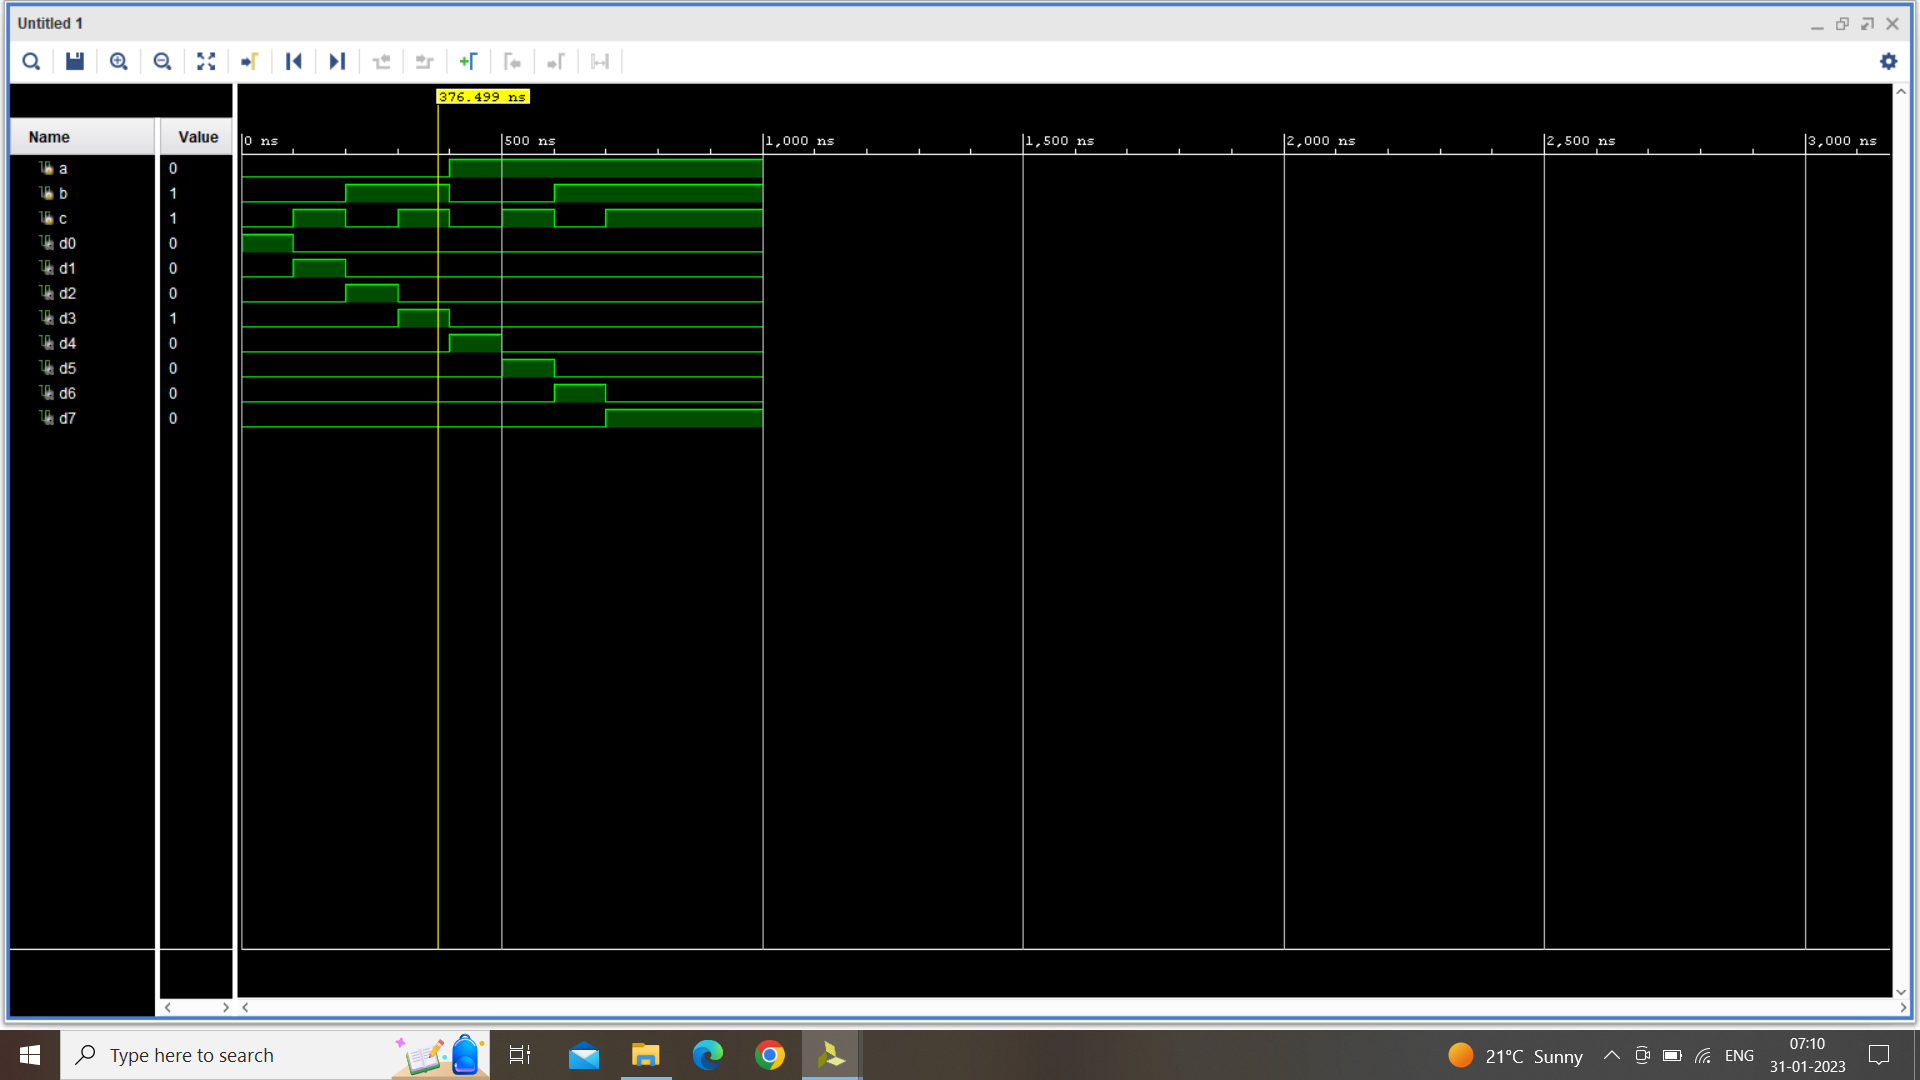 Untitled 1
376.499 ns
Name Value
0 ns 500 ns 1,000 ns 1,500 ns 2,000 ns 2,500 ns 3,000 ns
a 0
b 1
c 1
d0 0
d1 0
d2 0
d3 1
d4 0
d5 0
d6 0
d7 0
Type here to search
21°C Sunny
ENG
07:10
31-01-2023